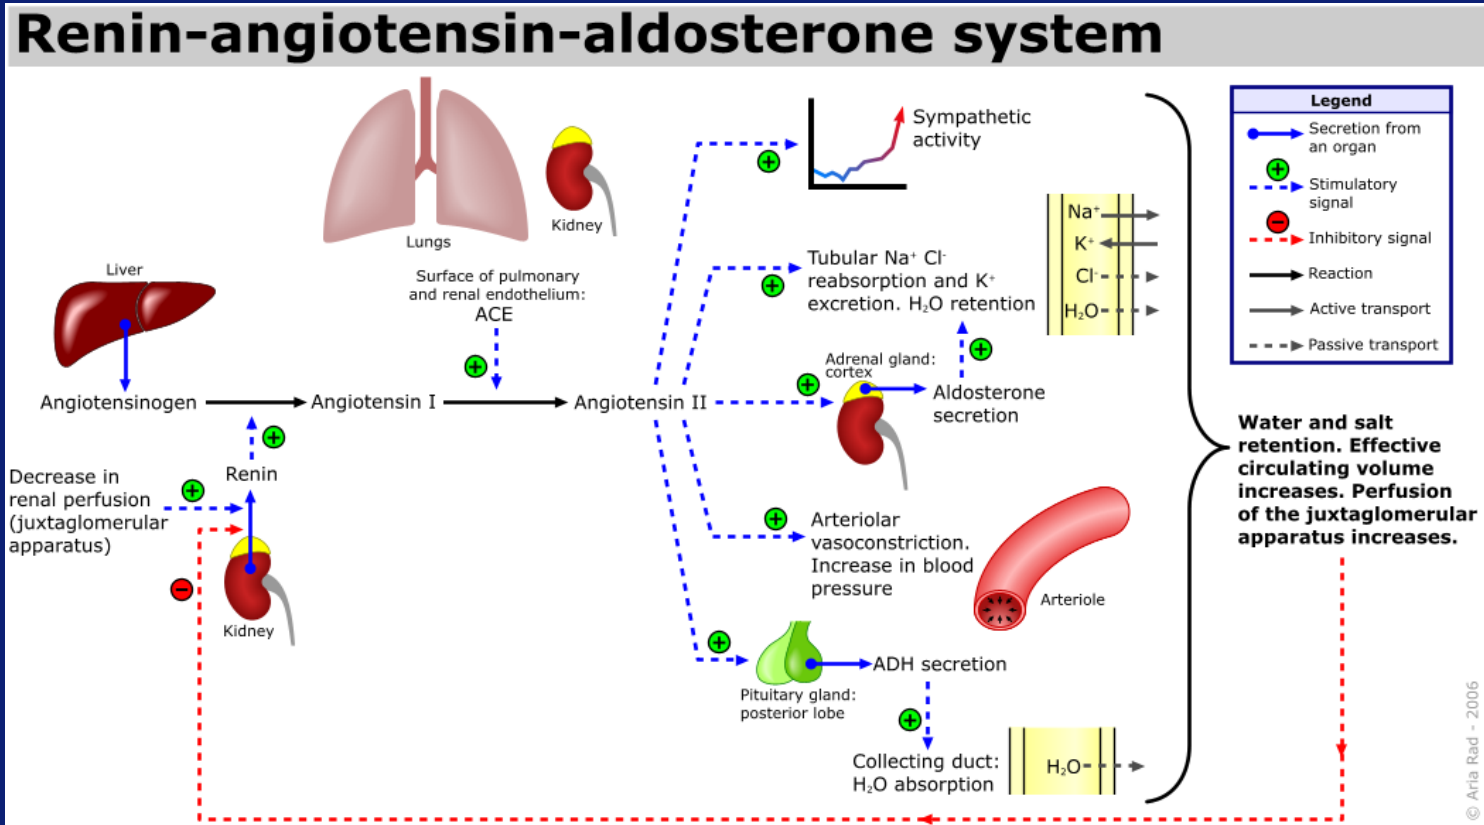 Renin-angiotensin-aldosterone system
Lungs
Kidney
Liver
Surface of pulmonary
and renal endothelium:
ACE
+
Angiotensinogen
Angiotensin I
Angiotensin II
+
Renin
Decrease in
renal perfusion
(juxtaglomerular
apparatus)
+
−
Kidney
+
Sympathetic
activity
+
Tubular Na⁺ Cl⁻
reabsorption and K⁺
excretion. H₂O retention
+
+
Adrenal gland:
cortex
Aldosterone
secretion
Na⁺
K⁺
Cl⁻
H₂O
+
Arteriolar
vasoconstriction.
Increase in blood
pressure
Arteriole
+
Pituitary gland:
posterior lobe
ADH secretion
+
Collecting duct:
H₂O absorption
H₂O
Legend
Secretion from
an organ
+
Stimulatory
signal
−
Inhibitory signal
Reaction
Active transport
Passive transport
Water and salt
retention. Effective
circulating volume
increases. Perfusion
of the juxtaglomerular
apparatus increases.
© Aria Rad - 2006